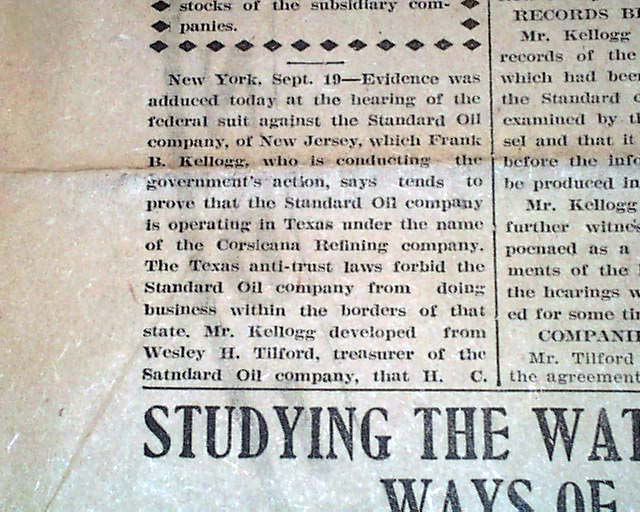 stocks of the subsidiary com-
panies.
New York, Sept. 19—Evidence was
adduced today at the hearing of the
federal suit against the Standard Oil
company, of New Jersey, which Frank
B. Kellogg, who is conducting the
government's action, says tends to
prove that the Standard Oil company
is operating in Texas under the name
of the Corsicana Refining company.
The Texas anti-trust laws forbid the
Standard Oil company from doing
business within the borders of that
state. Mr. Kellogg developed from
Wesley H. Tilford, treasurer of the
Satndard Oil company, that H. C.
RECORDS
Mr. Kellogg
records of the
which had been
the Standard
examined by
sel and that it
before the
be produced in
Mr. Kellogg
further
poenaed as a
ments of the
the hearings
ed for some
Mr. Tilford
the agreement
STUDYING THE
WAYS OF